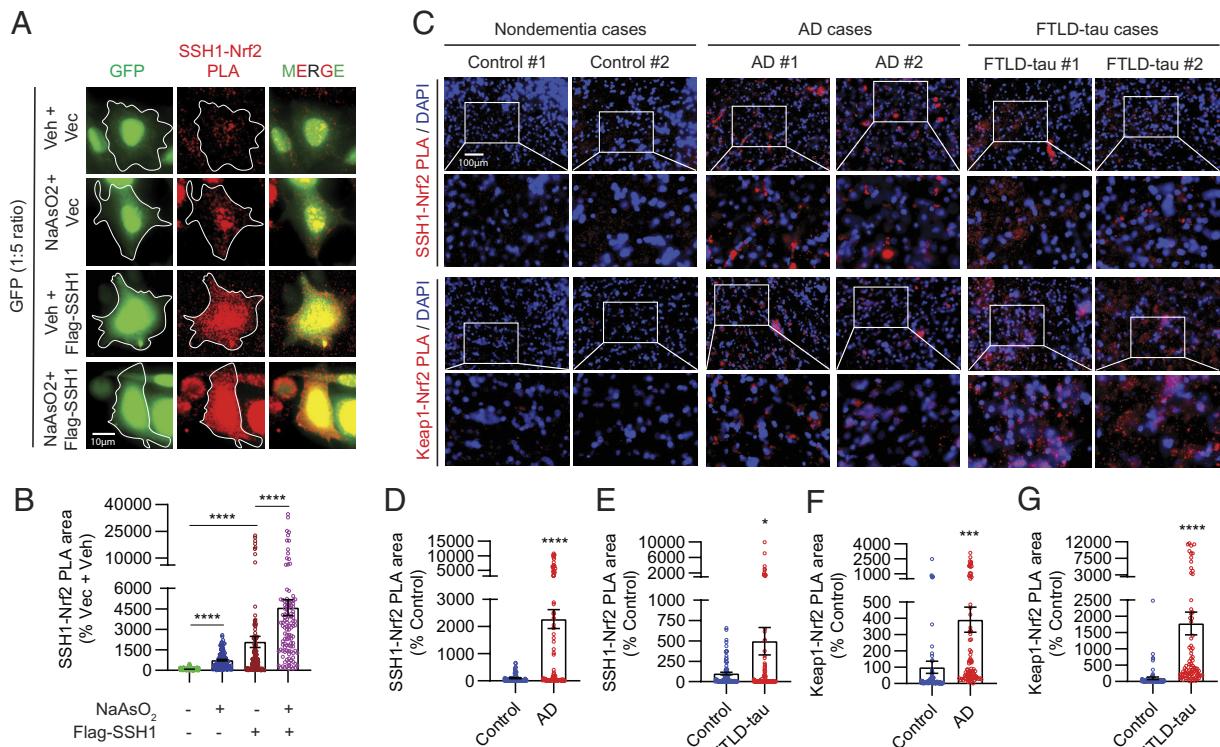 A
GFP
SSH1-Nrf2
PLA
MERGE
GFP (1:5 ratio)
Veh +
Vec
NaAsO2+
Vec
Veh +
Flag-SSH1
NaAsO2+
Flag-SSH1
10µm
C
Nondementia cases
AD cases
FTLD-tau cases
Control #1
Control #2
AD #1
AD #2
FTLD-tau #1
FTLD-tau #2
SSH1-Nrf2 PLA / DAPI
100µm
Keap1-Nrf2 PLA / DAPI
B
SSH1-Nrf2 PLA area
(% Vec + Veh)
40000
25000
10000
6000
4500
3000
1500
0
****
****
****
NaAsO2 - + - +
Flag-SSH1 - - + +
D
SSH1-Nrf2 PLA area
(% Control)
15000
10000
5000
3000
2000
1000
0
****
Control
AD
E
SSH1-Nrf2 PLA area
(% Control)
10000
6000
2000
1000
500
0
*
Control
FTLD-tau
F
Keap1-Nrf2 PLA area
(% Control)
4000
2500
1000
500
400
300
200
100
0
***
Control
AD
G
Keap1-Nrf2 PLA area
(% Control)
12000
7500
3000
2500
2000
1500
1000
500
0
****
Control
FTLD-tau